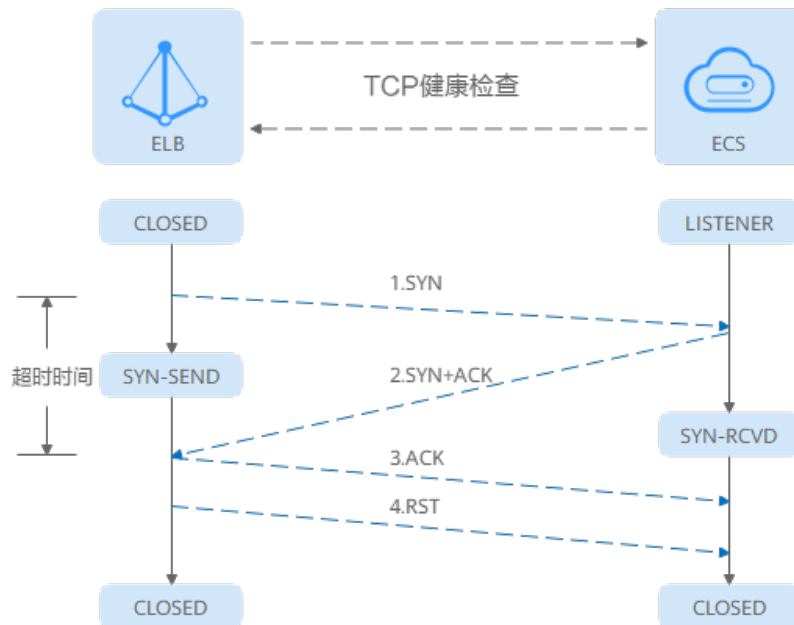 TCP健康检查
ELB
ECS
CLOSED
LISTENER
1.SYN
超时时间
SYN-SEND
2.SYN+ACK
SYN-RCVD
3.ACK
4.RST
CLOSED
CLOSED